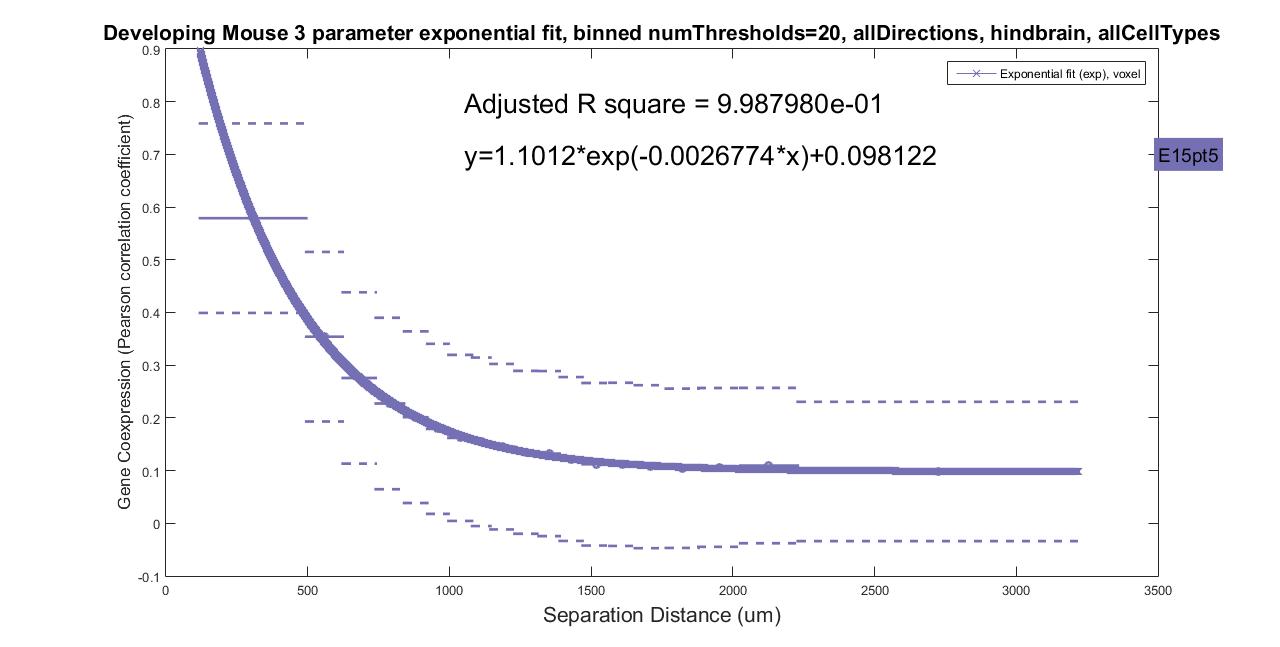 Developing Mouse 3 parameter exponential fit, binned numThresholds=20, allDirections, hindbrain, allCellTypes
Exponential fit (exp), voxel
Adjusted R square = 9.987980e-01
y=1.1012*exp(-0.0026774*x)+0.098122
E15pt5
Gene Coexpression (Pearson correlation coefficient)
0.9
0.8
0.7
0.6
0.5
0.4
0.3
0.2
0.1
0
-0.1
0 500 1000 1500 2000 2500 3000 3500
Separation Distance (um)